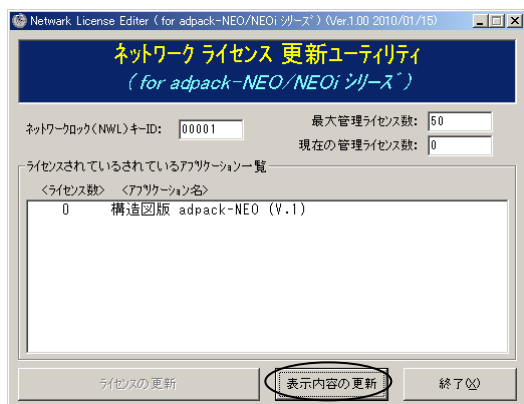 Netwark License Editer ( for adpack-NEO/NEOi ｼﾘｰｽﾞ ) (Ver.1.00 2010/01/15)
ネットワーク ライセンス 更新ユーティリティ
( for adpack-NEO/NEOi ｼﾘｰｽﾞ )
ﾈｯﾄﾜｰｸﾛｯｸ(NWL)ｷｰID: 00001
最大管理ﾗｲｾﾝｽ数: 50
現在の管理ﾗｲｾﾝｽ数: 0
ﾗｲｾﾝｽされているされているｱﾌﾟﾘｹｰｼｮﾝ一覧
<ﾗｲｾﾝｽ数> <ｱﾌﾟﾘｹｰｼｮﾝ名>
0 構造図版 adpack-NEO (V.1)
ﾗｲｾﾝｽの更新 表示内容の更新 終了(X)